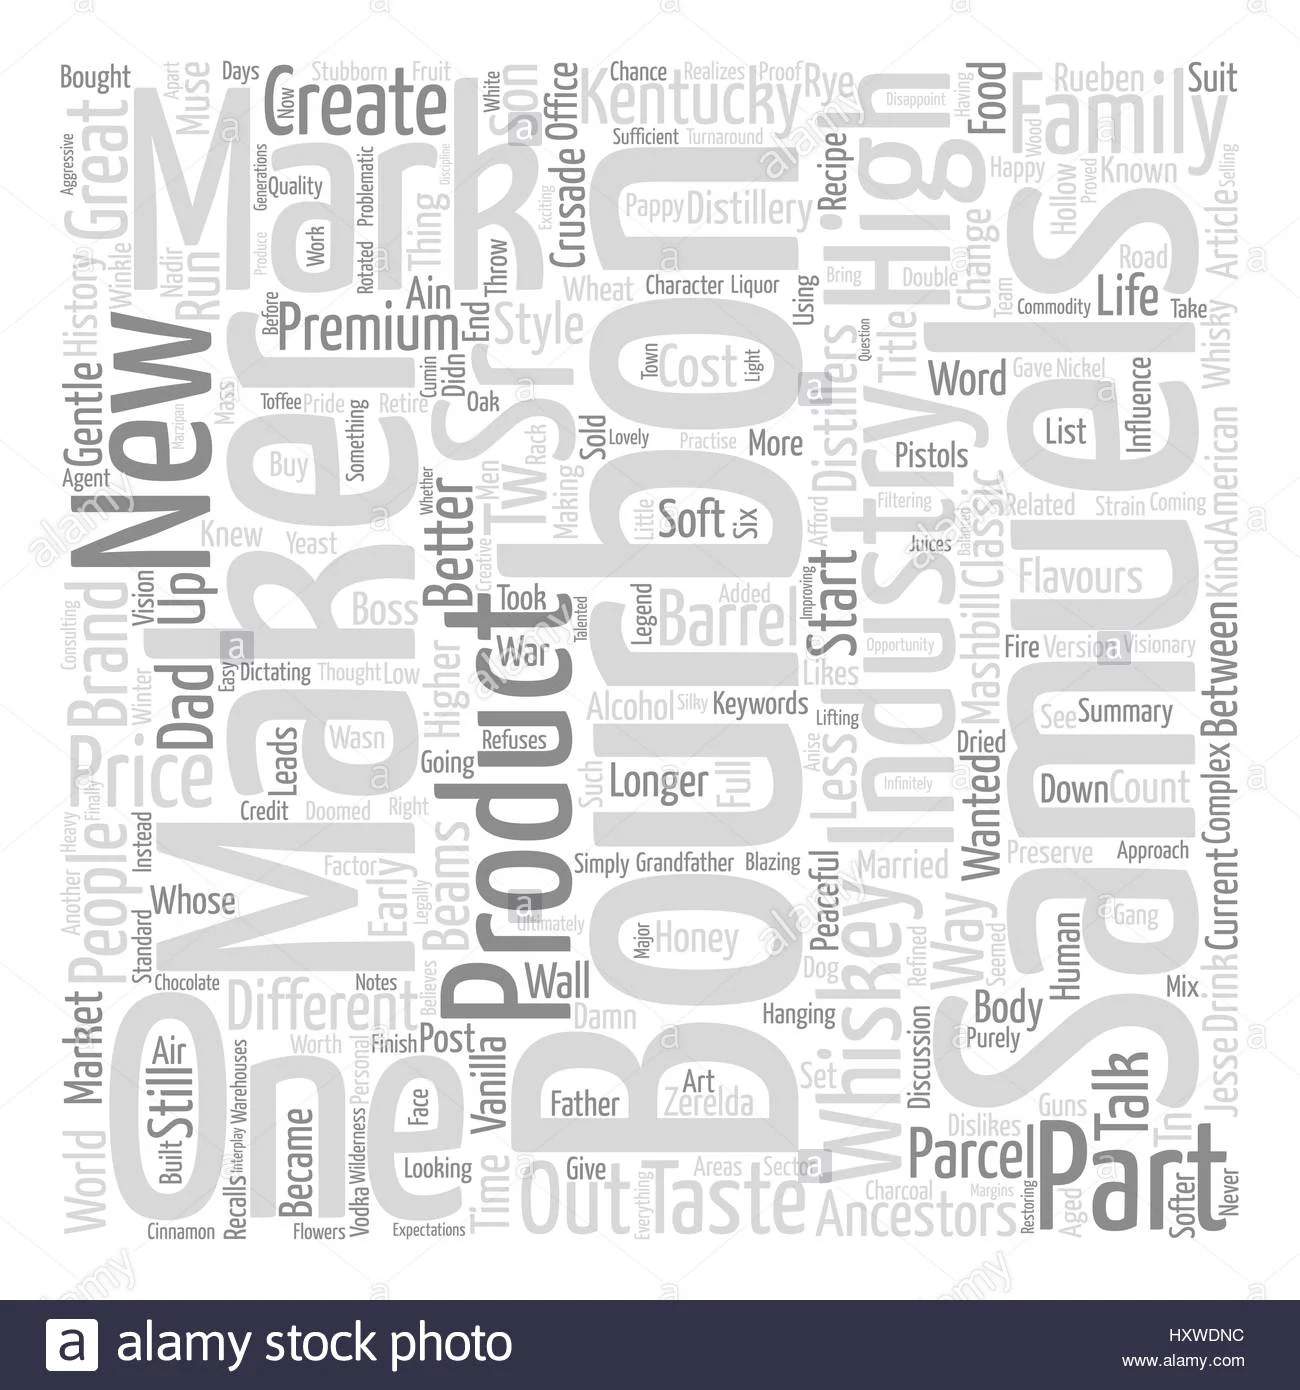 Bought
Days
Stubborn
Fruit
White
Son
Office
Chance
Realizes
Proof
Rye
High
Disappoint
Having
Food
Rueben
Suit
Apart
Muse
Create
Now
Kentucky
Family
Great
Mark
Sufficient
Turnaround
Recipe
Wood
Aggressive
Generations
Quality
Problematic
Discipline
Crusade
Happy
Hollow
Proved
Known
Selling
Work
Thing
Exciting
Pappy
Distillery
Articles
History
Winkle
Nadir
Run
Produce
Rotated
Throw
Bring
Double
Change
Road
Before
Premium
Ain
End
Style
Wheat
Character
Liquor
Using
Team
Commodity
Life
Take
Gentle
New
Maker
Cumin
Didn
Sr
Town
Cost
Light
Distillers
Question
Title
Word
Gave
Nickel
Influence
Whisky
Mass
Marzipan
Toffee
Pride
Something
Retire
Oak
Rack
Sold
Lovely
Practise
More
Pistols
List
Agent
Buy
Better
Whether
Men
Tw
Making
Bourbon
Afford
Filtering
Industry
Classic
Related
Strain
Coming
American
Knew
Yeast
Creative
Little
Soft
Six
Juices
Balanced
Brand
Vision
Up
Boss
Took
Talented
Legend
Barrel
Added
Improving
Start
Flavours
Kind
Consulting
Dad
Easy
Dictating
Thought
Low
War
Opportunity
Mashbill
Fire
Version
Visionary
Between
Winter
Higher
Product
Alcohol
Silky
Keywords
Likes
Lifting
See
Summary
Samuels
Price
Leads
Wasn
Refuses
Going
Such
Longer
Full
Anise
Less
Dried
Wanted
Infinitely
Down
Count
Complex
Finally
Heavy
Credit
Doomed
Right
People
Instead
Factor
Early
Legally
Beams
Simply
Grandfather
Blazing
Peaceful
Married
Preserve
Approach
Current
Another
Standard
Whose
Ultimately
Major
Honey
Whiskey
Refined
Way
Seemed
Human
Gang
Market
Chocolate
Notes
Believes
Wall
Dog
Mix
Drink
One
Different
Damn
Hanging
Body
Purely
Air
Still
Worth
Personal
Finish
Post
Vanilla
Set
Discussion
Jesse
World
Built
Recalls
Interplay
Warehouses
Became
Face
Father
Art
Zerelda
Dislikes
Guns
Talk
Tn
Looking
Time
Give
Out
Areas
Sector
Charcoal
Margins
Parcel
Part
Softer
Cinnamon
Flowers
Vodka
Wilderness
Expectations
Everything
Taste
Ancestors
Restoring
Aged
Never
a alamy stock photo
HXWDNC
www.alamy.com